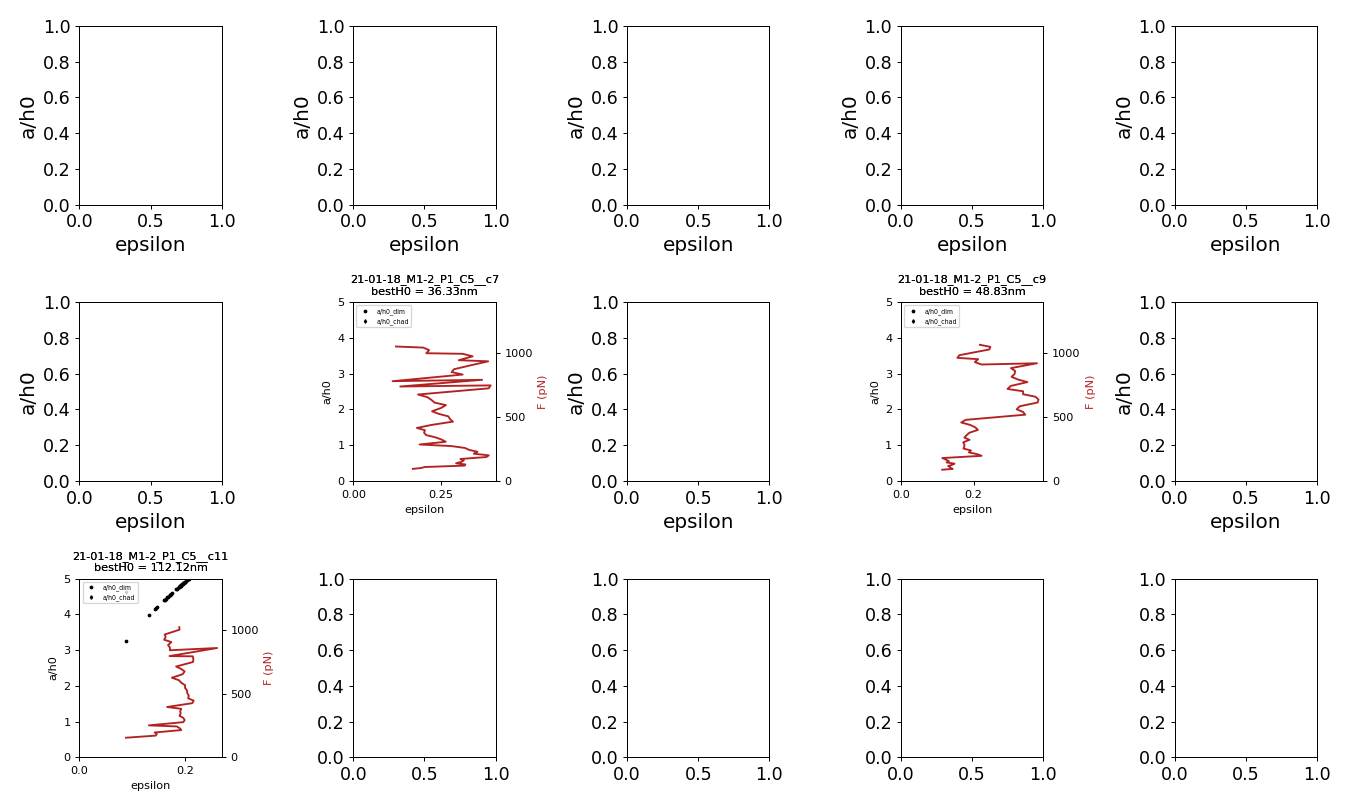 1.0 0.8 0.6 0.4 0.2 0.0
a/h0
0.0 0.5 1.0
epsilon
1.0 0.8 0.6 0.4 0.2 0.0
a/h0
0.0 0.5 1.0
epsilon
1.0 0.8 0.6 0.4 0.2 0.0
a/h0
0.0 0.5 1.0
epsilon
1.0 0.8 0.6 0.4 0.2 0.0
a/h0
0.0 0.5 1.0
epsilon
1.0 0.8 0.6 0.4 0.2 0.0
a/h0
0.0 0.5 1.0
epsilon
1.0 0.8 0.6 0.4 0.2 0.0
a/h0
0.0 0.5 1.0
epsilon
21-01-18_M1-2_P1_C5__c7
bestH0 = 36.33nm
a/h0_dim
a/h0_chad
5 4 3 2 1 0
a/h0
1000 500 0
F (pN)
0.00 0.25
epsilon
1.0 0.8 0.6 0.4 0.2 0.0
a/h0
0.0 0.5 1.0
epsilon
21-01-18_M1-2_P1_C5__c9
bestH0 = 48.83nm
a/h0_dim
a/h0_chad
5 4 3 2 1 0
a/h0
1000 500 0
F (pN)
0.0 0.2
epsilon
1.0 0.8 0.6 0.4 0.2 0.0
a/h0
0.0 0.5 1.0
epsilon
21-01-18_M1-2_P1_C5__c11
bestH0 = 112.12nm
a/h0_dim
a/h0_chad
5 4 3 2 1 0
a/h0
1000 500 0
F (pN)
0.0 0.2
epsilon
1.0 0.8 0.6 0.4 0.2 0.0
0.0 0.5 1.0
1.0 0.8 0.6 0.4 0.2 0.0
0.0 0.5 1.0
1.0 0.8 0.6 0.4 0.2 0.0
0.0 0.5 1.0
1.0 0.8 0.6 0.4 0.2 0.0
0.0 0.5 1.0